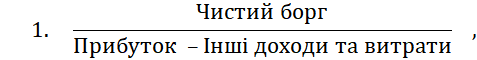 Чистий борг
1.
Прибуток – Інші доходи та витрати ,